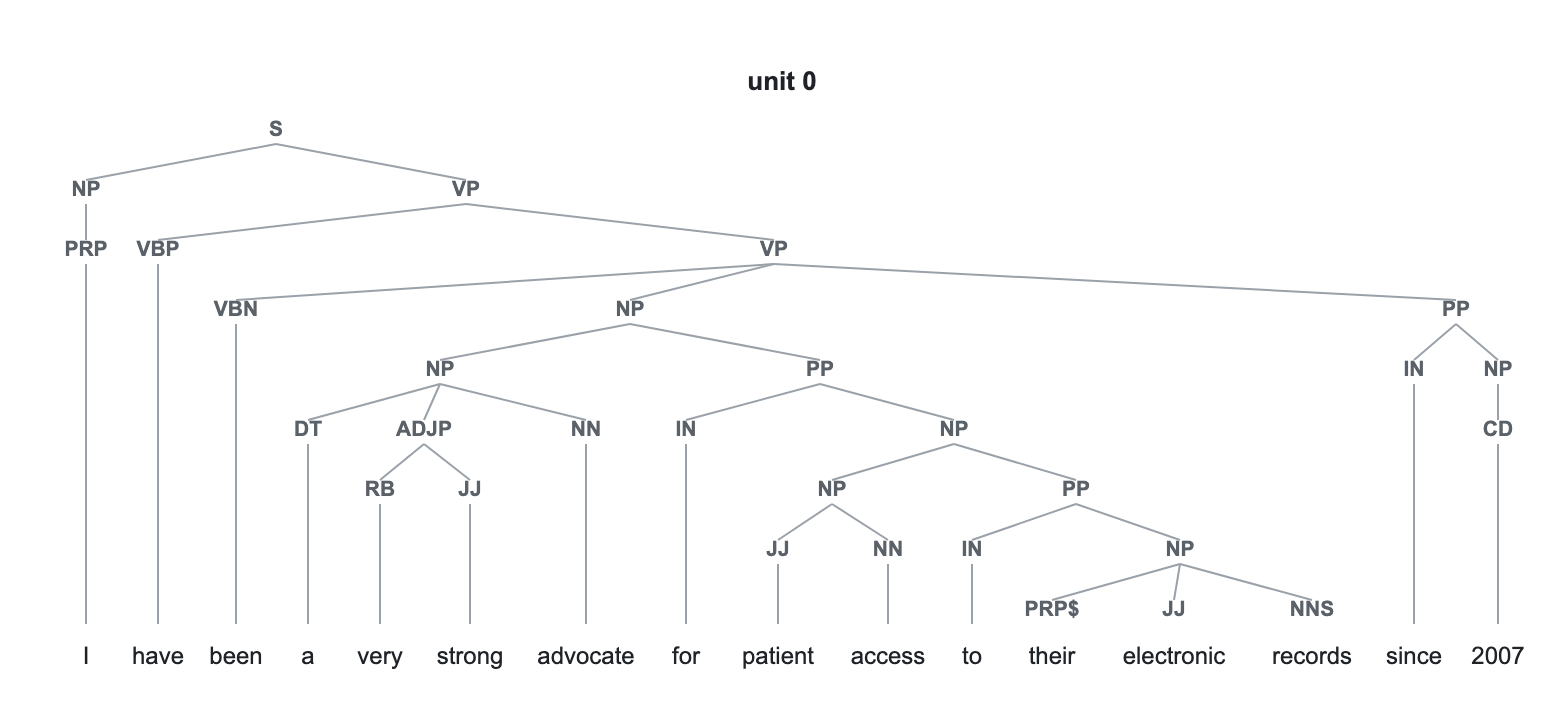 unit 0
S
NP VP
PRP VBP VP
VBN NP PP
NP PP IN NP
DT ADJP NN IN NP CD
RB JJ NP PP
JJ NN IN NP
PRP$ JJ NNS
I have been a very strong advocate for patient access to their electronic records since 2007